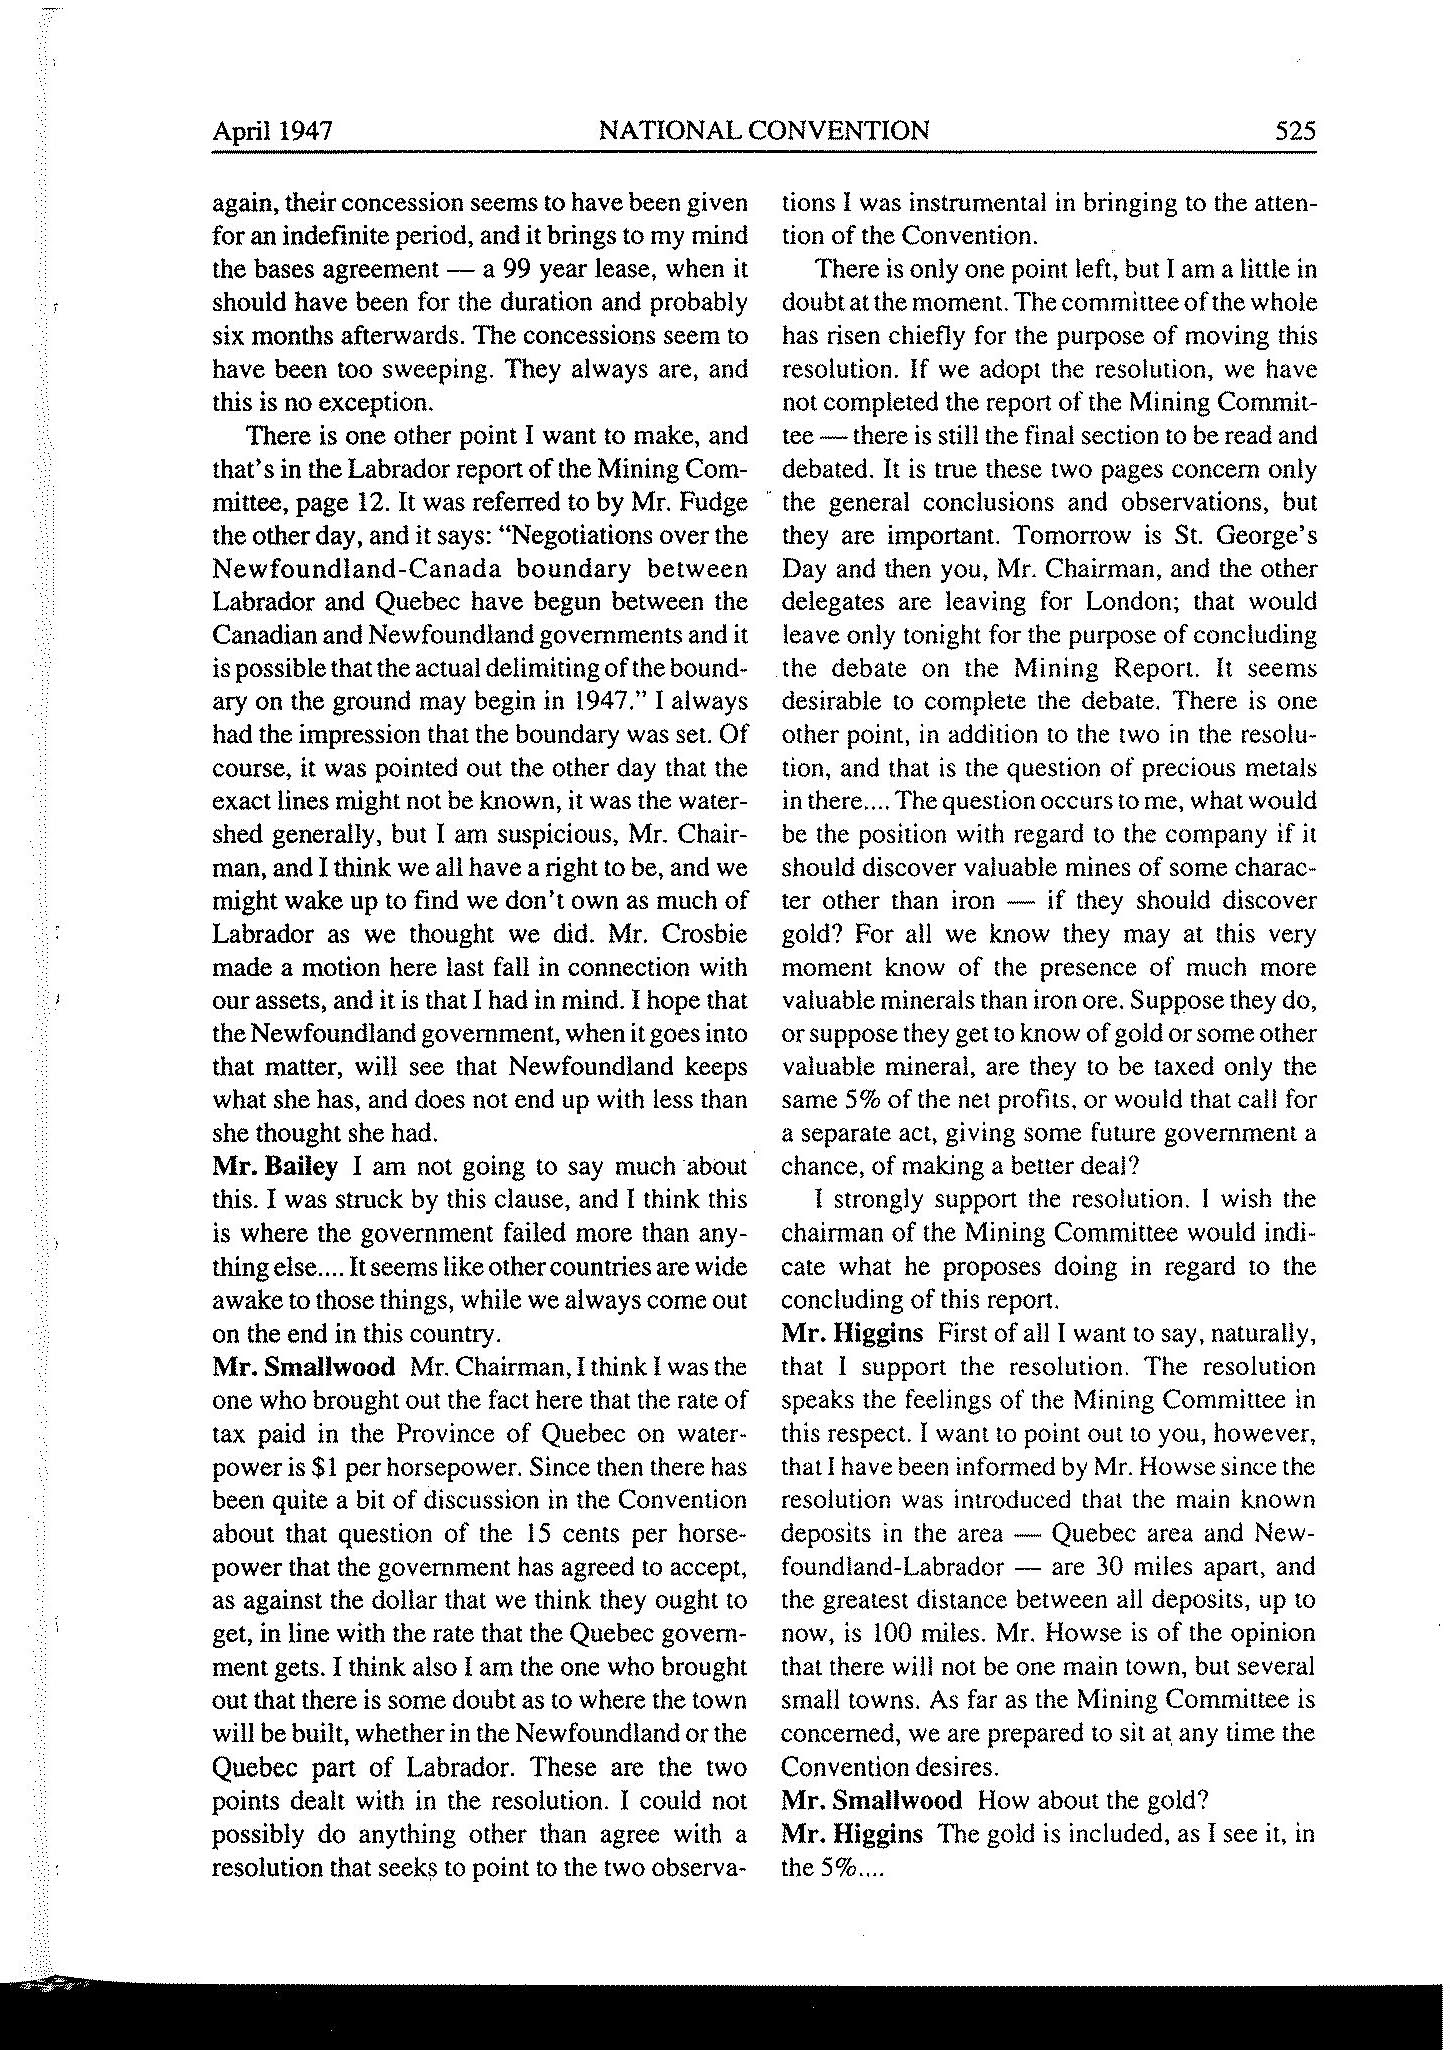 April 1947 NATIONAL CONVENTION 525
again, their concession seems to have been given
for an indefinite period, and it brings to my mind
the bases agreement — a 99 year lease, when it
should have been for the duration and probably
six months afterwards. The concessions seem to
have been too sweeping. They always are, and
this is no exception.
There is one other point I want to make, and
that's in the Labrador report of the Mining Com-
mittee, page 12. It was referred to by Mr. Fudge
the other day, and it says: "Negotiations over the
Newfoundland-Canada boundary between
Labrador and Quebec have begun between the
Canadian and Newfoundland governments and it
is possible that the actual delimiting of the bound-
ary on the ground may begin in 1947." I always
had the impression that the boundary was set. Of
course, it was pointed out the other day that the
exact lines might not be known, it was the water-
shed generally, but I am suspicious, Mr. Chair-
man, and I think we all have a right to be, and we
might wake up to find we don't own as much of
Labrador as we thought we did. Mr. Crosbie
made a motion here last fall in connection with
our assets, and it is that I had in mind. I hope that
the Newfoundland government, when it goes into
that matter, will see that Newfoundland keeps
what she has, and does not end up with less than
she thought she had.
Mr. Bailey I am not going to say much about
this. I was struck by this clause, and I think this
is where the government failed more than any-
thing else.... It seems like other countries are wide
awake to those things, while we always come out
on the end in this country.
Mr. Smallwood Mr. Chairman, I think I was the
one who brought out the fact here that the rate of
tax paid in the Province of Quebec on water-
power is $1 per horsepower. Since then there has
been quite a bit of discussion in the Convention
about that question of the 15 cents per horse-
power that the government has agreed to accept,
as against the dollar that we think they ought to
get, in line with the rate that the Quebec govern-
ment gets. I think also I am the one who brought
out that there is some doubt as to where the town
will be built, whether in the Newfoundland or the
Quebec part of Labrador. These are the two
points dealt with in the resolution. I could not
possibly do anything other than agree with a
resolution that seeks to point to the two observa-
tions I was instrumental in bringing to the atten-
tion of the Convention.
There is only one point left, but I am a little in
doubt at the moment. The committee of the whole
has risen chiefly for the purpose of moving this
resolution. If we adopt the resolution, we have
not completed the report of the Mining Commit-
tee — there is still the final section to be read and
debated. It is true these two pages concern only
the general conclusions and observations, but
they are important. Tomorrow is St. George's
Day and then you, Mr. Chairman, and the other
delegates are leaving for London; that would
leave only tonight for the purpose of concluding
the debate on the Mining Report. It seems
desirable to complete the debate. There is one
other point, in addition to the two in the resolu-
tion, and that is the question of precious metals
in there.... The question occurs to me, what would
be the position with regard to the company if it
should discover valuable mines of some charac-
ter other than iron — if they should discover
gold? For all we know they may at this very
moment know of the presence of much more
valuable minerals than iron ore. Suppose they do,
or suppose they get to know of gold or some other
valuable mineral, are they to be taxed only the
same 5% of the net profits, or would that call for
a separate act, giving some future government a
chance, of making a better deal?
I strongly support the resolution. I wish the
chairman of the Mining Committee would indi-
cate what he proposes doing in regard to the
concluding of this report.
Mr. Higgins First of all I want to say, naturally,
that I support the resolution. The resolution
speaks the feelings of the Mining Committee in
this respect. I want to point out to you, however,
that I have been informed by Mr. Howse since the
resolution was introduced that the main known
deposits in the area — Quebec area and New-
foundland-Labrador — are 30 miles apart, and
the greatest distance between all deposits, up to
now, is 100 miles. Mr. Howse is of the opinion
that there will not be one main town, but several
small towns. As far as the Mining Committee is
concerned, we are prepared to sit at any time the
Convention desires.
Mr. Smallwood How about the gold?
Mr. Higgins The gold is included, as I see it, in
the 5%....